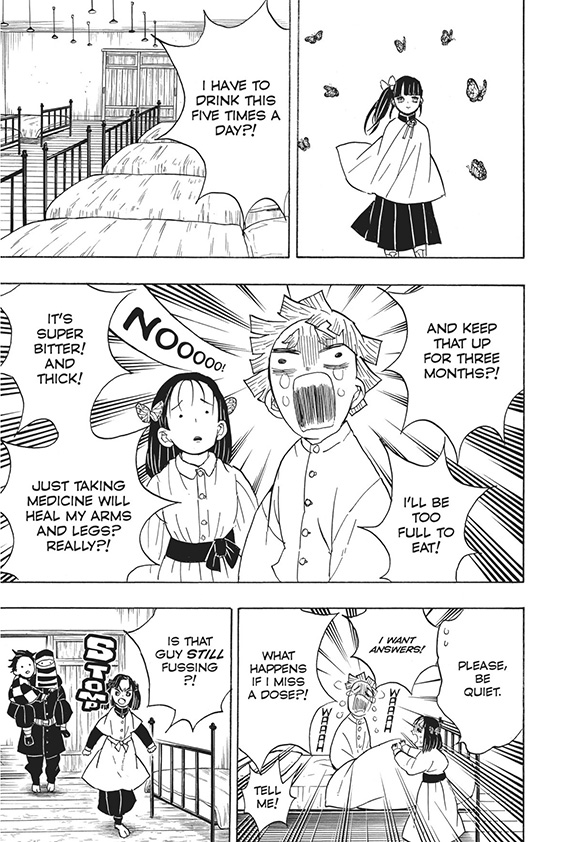 I HAVE TO
DRINK THIS
FIVE TIMES A
DAY?!
AND KEEP
THAT UP
FOR THREE
MONTHS?!
I'LL BE
TOO
FULL TO
EAT!
NOOOOO!
IT'S
SUPER
BITTER!
AND
THICK!
JUST TAKING
MEDICINE WILL
HEAL MY ARMS
AND LEGS?
REALLY?!
PLEASE,
BE
QUIET.
I WANT
ANSWERS!
WHAT
HAPPENS
IF I MISS
A DOSE?!
WAAAH
WAAAH
WAAAH
TELL
ME!
IS THAT
GUY STILL
FUSSING
?!
STOMP